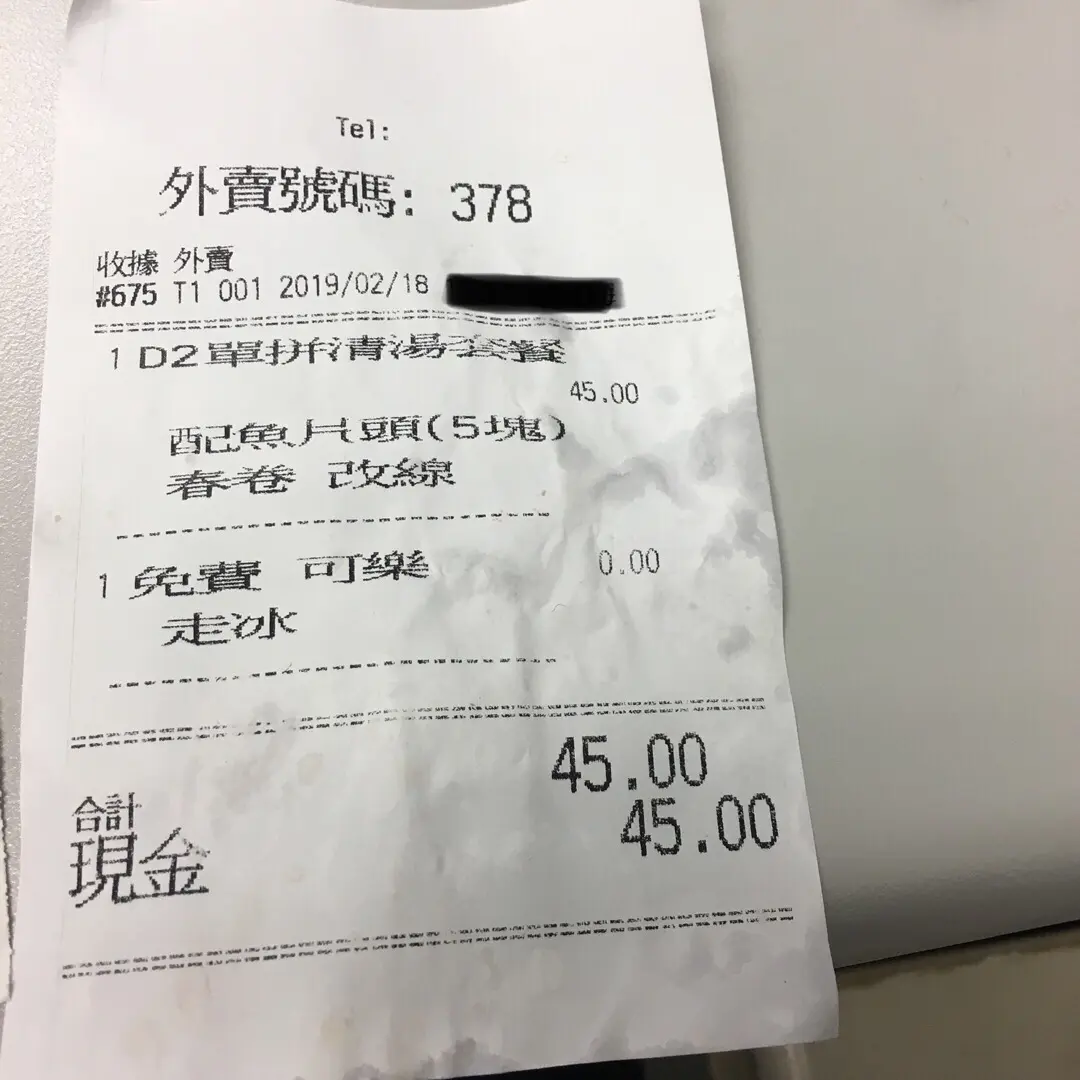 Tel:
外賣號碼: 378
收據 外賣
#675 T1 001 2019/02/18
1 D2單拼清湯套餐
45.00
配魚片頭(5塊)
春卷 改線
1 免費 可樂 0.00
走冰
45.00
合計
45.00
現金